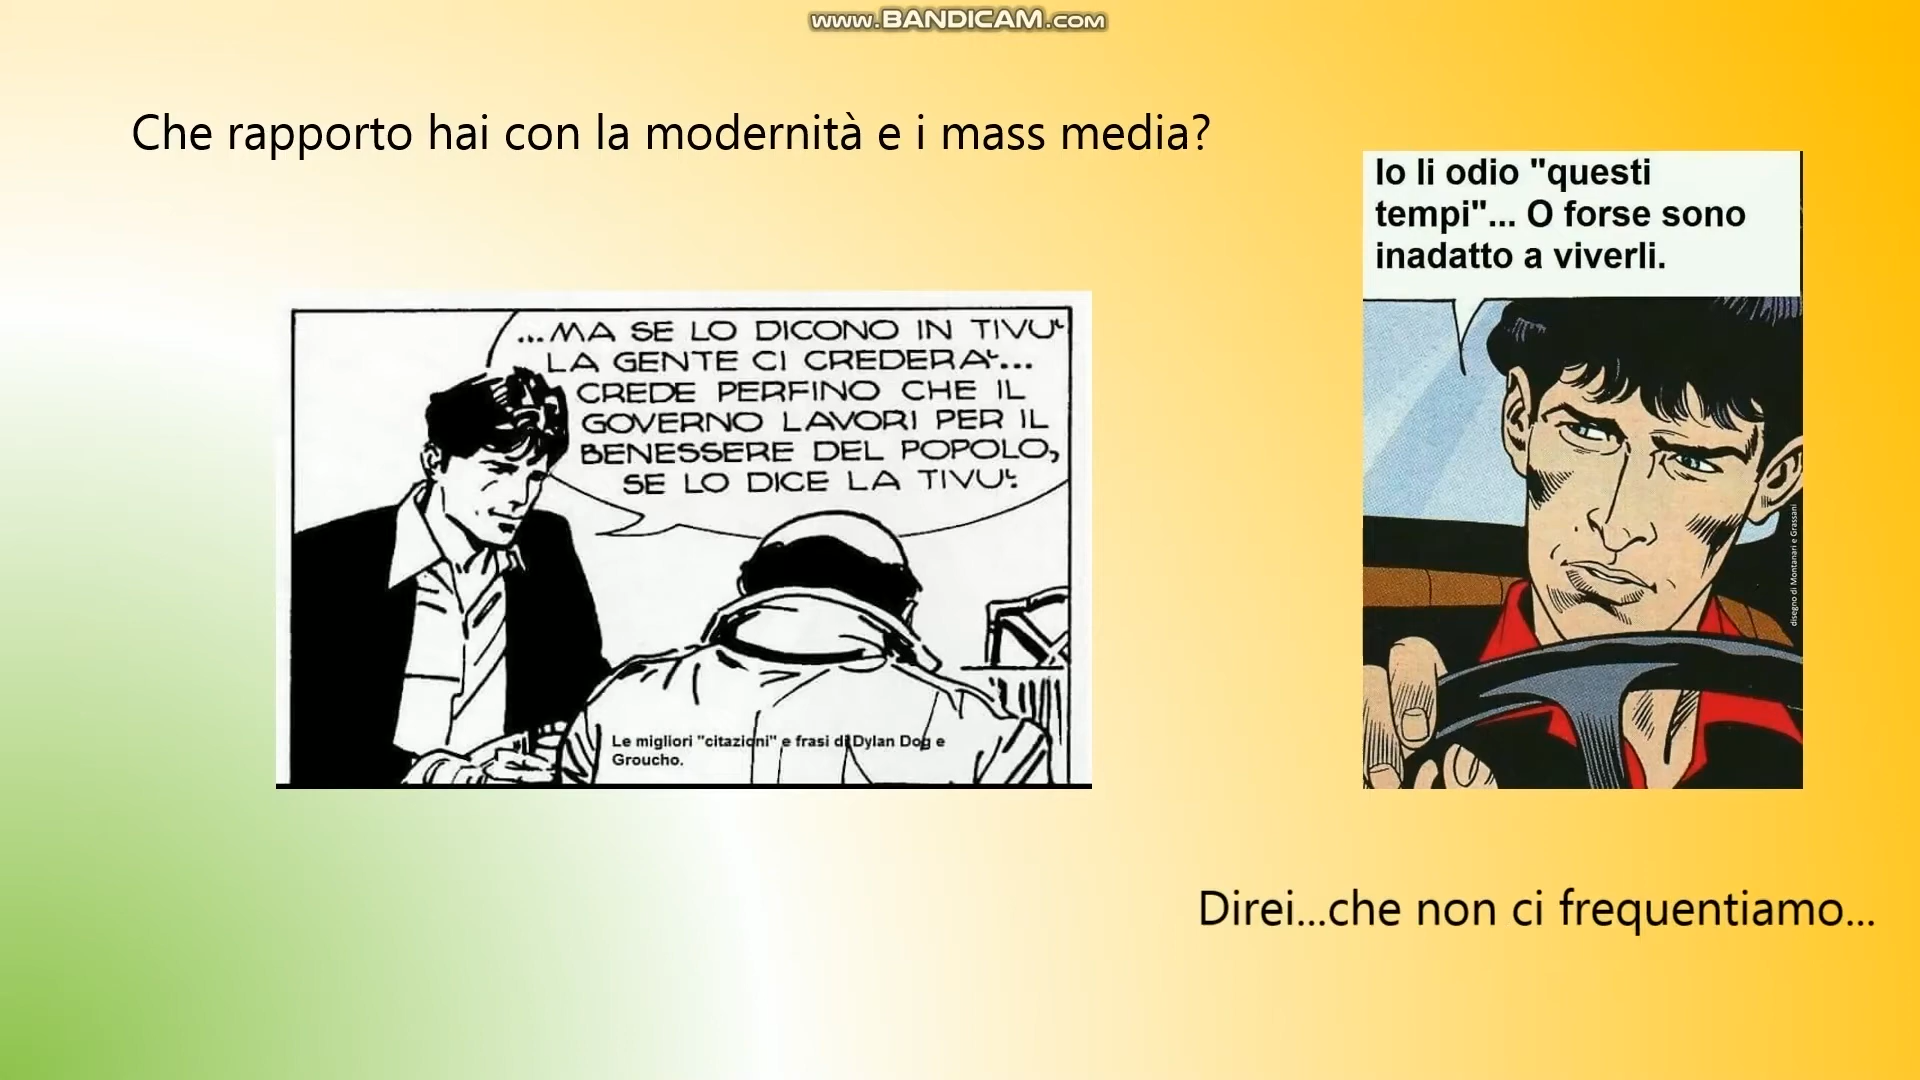 www.BANDICAM.com
Che rapporto hai con la modernità e i mass media?
Io li odio "questi
tempi"... O forse sono
inadatto a viverli.
...MA SE LO DICONO IN TIVU'
LA GENTE CI CREDERA'...
CREDE PERFINO CHE IL
GOVERNO LAVORI PER IL
BENESSERE DEL POPOLO,
SE LO DICE LA TIVU'.
disegno di Montanari e Grassani
Le migliori "citazioni" e frasi di Dylan Dog e
Groucho.
Direi...che non ci frequentiamo...